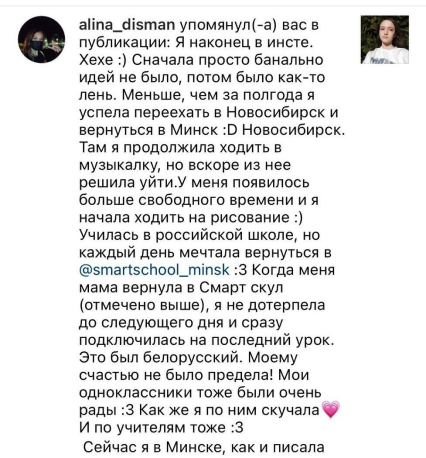 alina_disman упомянул(-а) вас в
публикации: Я наконец в инсте.
Хехе :) Сначала просто банально
идей не было, потом было как-то
лень. Меньше, чем за полгода я
успела переехать в Новосибирск и
вернуться в Минск :D Новосибирск.
Там я продолжила ходить в
музыкалку, но вскоре из нее
решила уйти.У меня появилось
больше свободного времени и я
начала ходить на рисование :)
Училась в российской школе, но
каждый день мечтала вернуться в
@smartschool_minsk :3 Когда меня
мама вернула в Смарт скул
(отмечено выше), я не дотерпела
до следующего дня и сразу
подключилась на последний урок.
Это был белорусский. Моему
счастью не было предела! Мои
одноклассники тоже были очень
рады :3 Как же я по ним скучала💗
И по учителям тоже :3
Сейчас я в Минске, как и писала